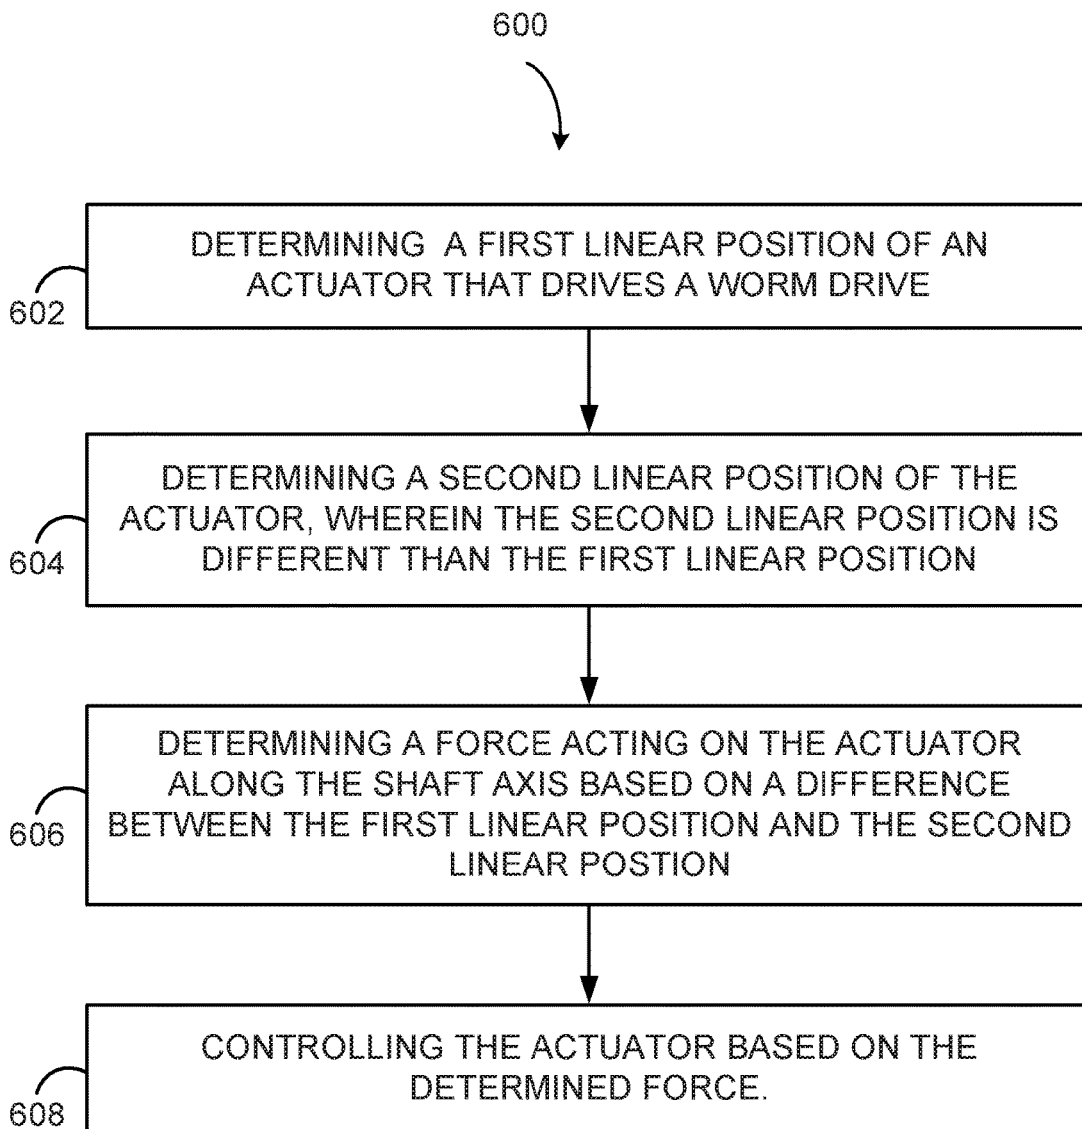 600
DETERMINING A FIRST LINEAR POSITION OF AN
ACTUATOR THAT DRIVES A WORM DRIVE
602
DETERMINING A SECOND LINEAR POSITION OF THE
ACTUATOR, WHEREIN THE SECOND LINEAR POSITION IS
DIFFERENT THAN THE FIRST LINEAR POSITION
604
DETERMINING A FORCE ACTING ON THE ACTUATOR
ALONG THE SHAFT AXIS BASED ON A DIFFERENCE
BETWEEN THE FIRST LINEAR POSITION AND THE SECOND
LINEAR POSTION
606
CONTROLLING THE ACTUATOR BASED ON THE
DETERMINED FORCE.
608